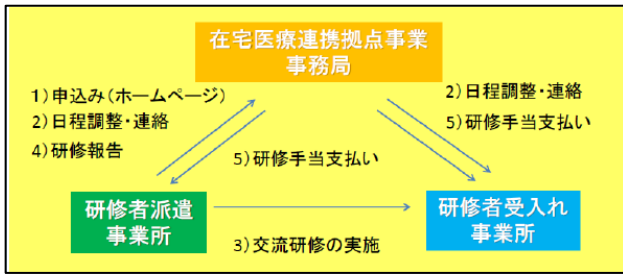 在宅医療連携拠点事業
事務局
1)申込み(ホームページ)
2)日程調整・連絡
4)研修報告
2)日程調整・連絡
5)研修手当支払い
5)研修手当支払い
研修者派遣
事業所
研修者受入れ
事業所
3)交流研修の実施